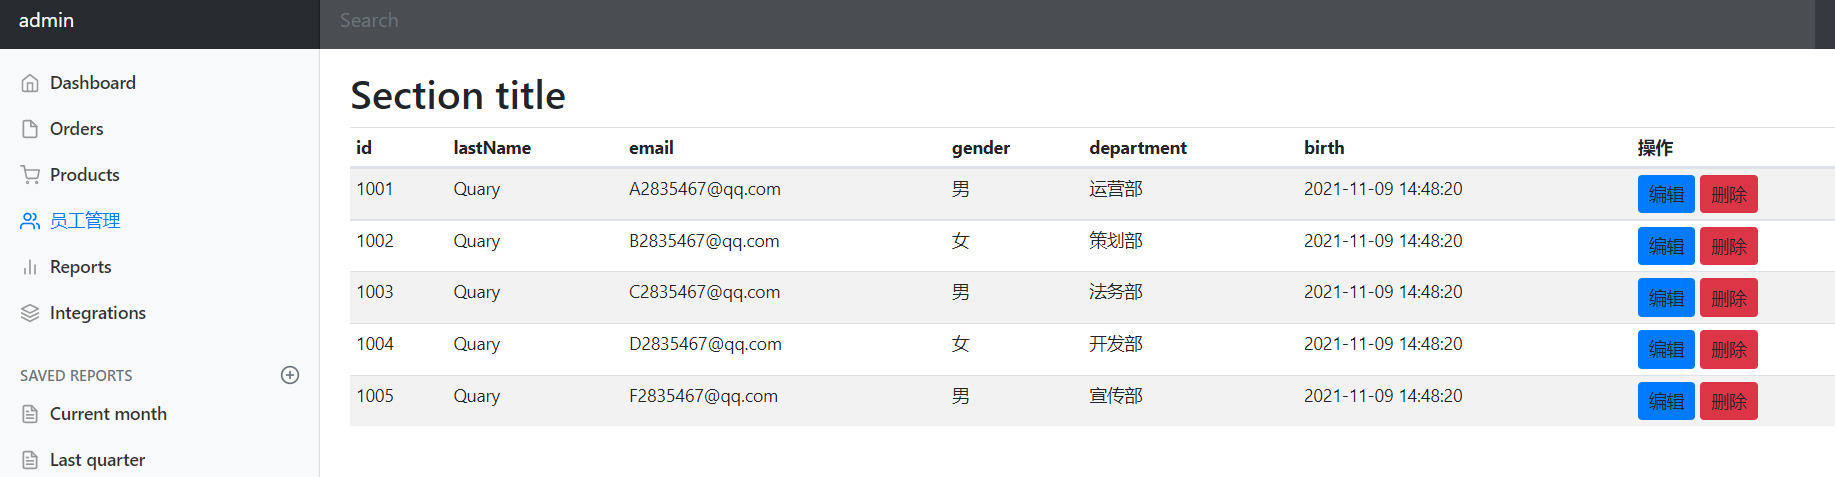 admin
Search
Dashboard
Orders
Products
员工管理
Reports
Integrations
SAVED REPORTS
Current month
Last quarter
Section title
id lastName email gender department birth 操作
1001 Quary A2835467@qq.com 男 运营部 2021-11-09 14:48:20 编辑 删除
1002 Quary B2835467@qq.com 女 策划部 2021-11-09 14:48:20 编辑 删除
1003 Quary C2835467@qq.com 男 法务部 2021-11-09 14:48:20 编辑 删除
1004 Quary D2835467@qq.com 女 开发部 2021-11-09 14:48:20 编辑 删除
1005 Quary F2835467@qq.com 男 宣传部 2021-11-09 14:48:20 编辑 删除